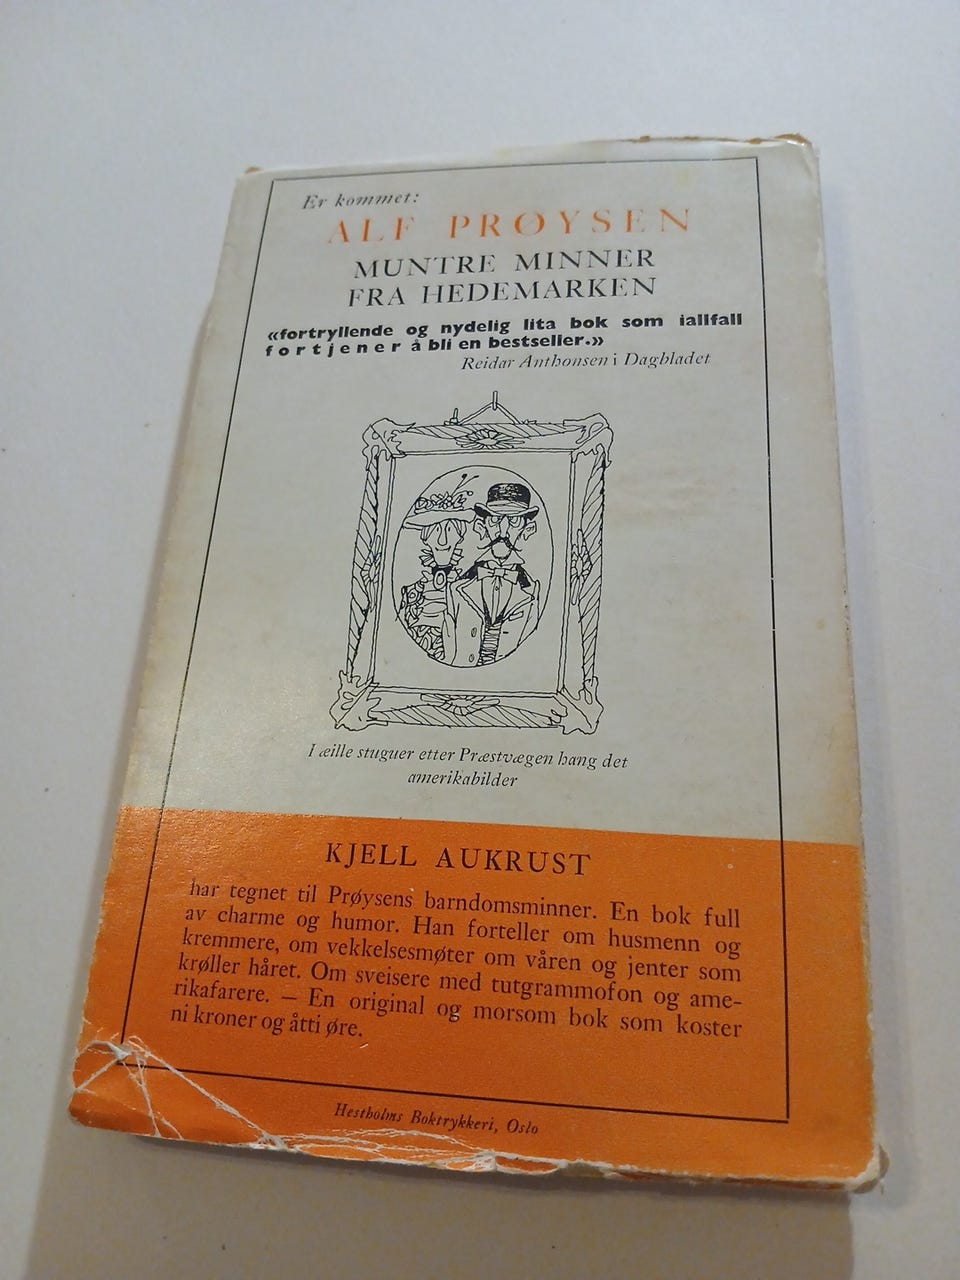 Er kommet:
ALF PRØYSEN
MUNTRE MINNER
FRA HEDEMARKEN
«fortryllende og nydelig lita bok som iallfall
fortjener å bli en bestseller.»
Reidar Anthonsen i Dagbladet
I æille stuguer etter Præstvægen hang det
amerikabilder
KJELL AUKRUST
har tegnet til Prøysens barndomsminner. En bok full
av charme og humor. Han forteller om husmenn og
kremmere, om vekkelsesmøter om våren og jenter som
krøller håret. Om sveisere med tutgrammofon og ame-
rikafarere. — En original og morsom bok som koster
ni kroner og åtti øre.
Hestholms Boktrykkeri, Oslo